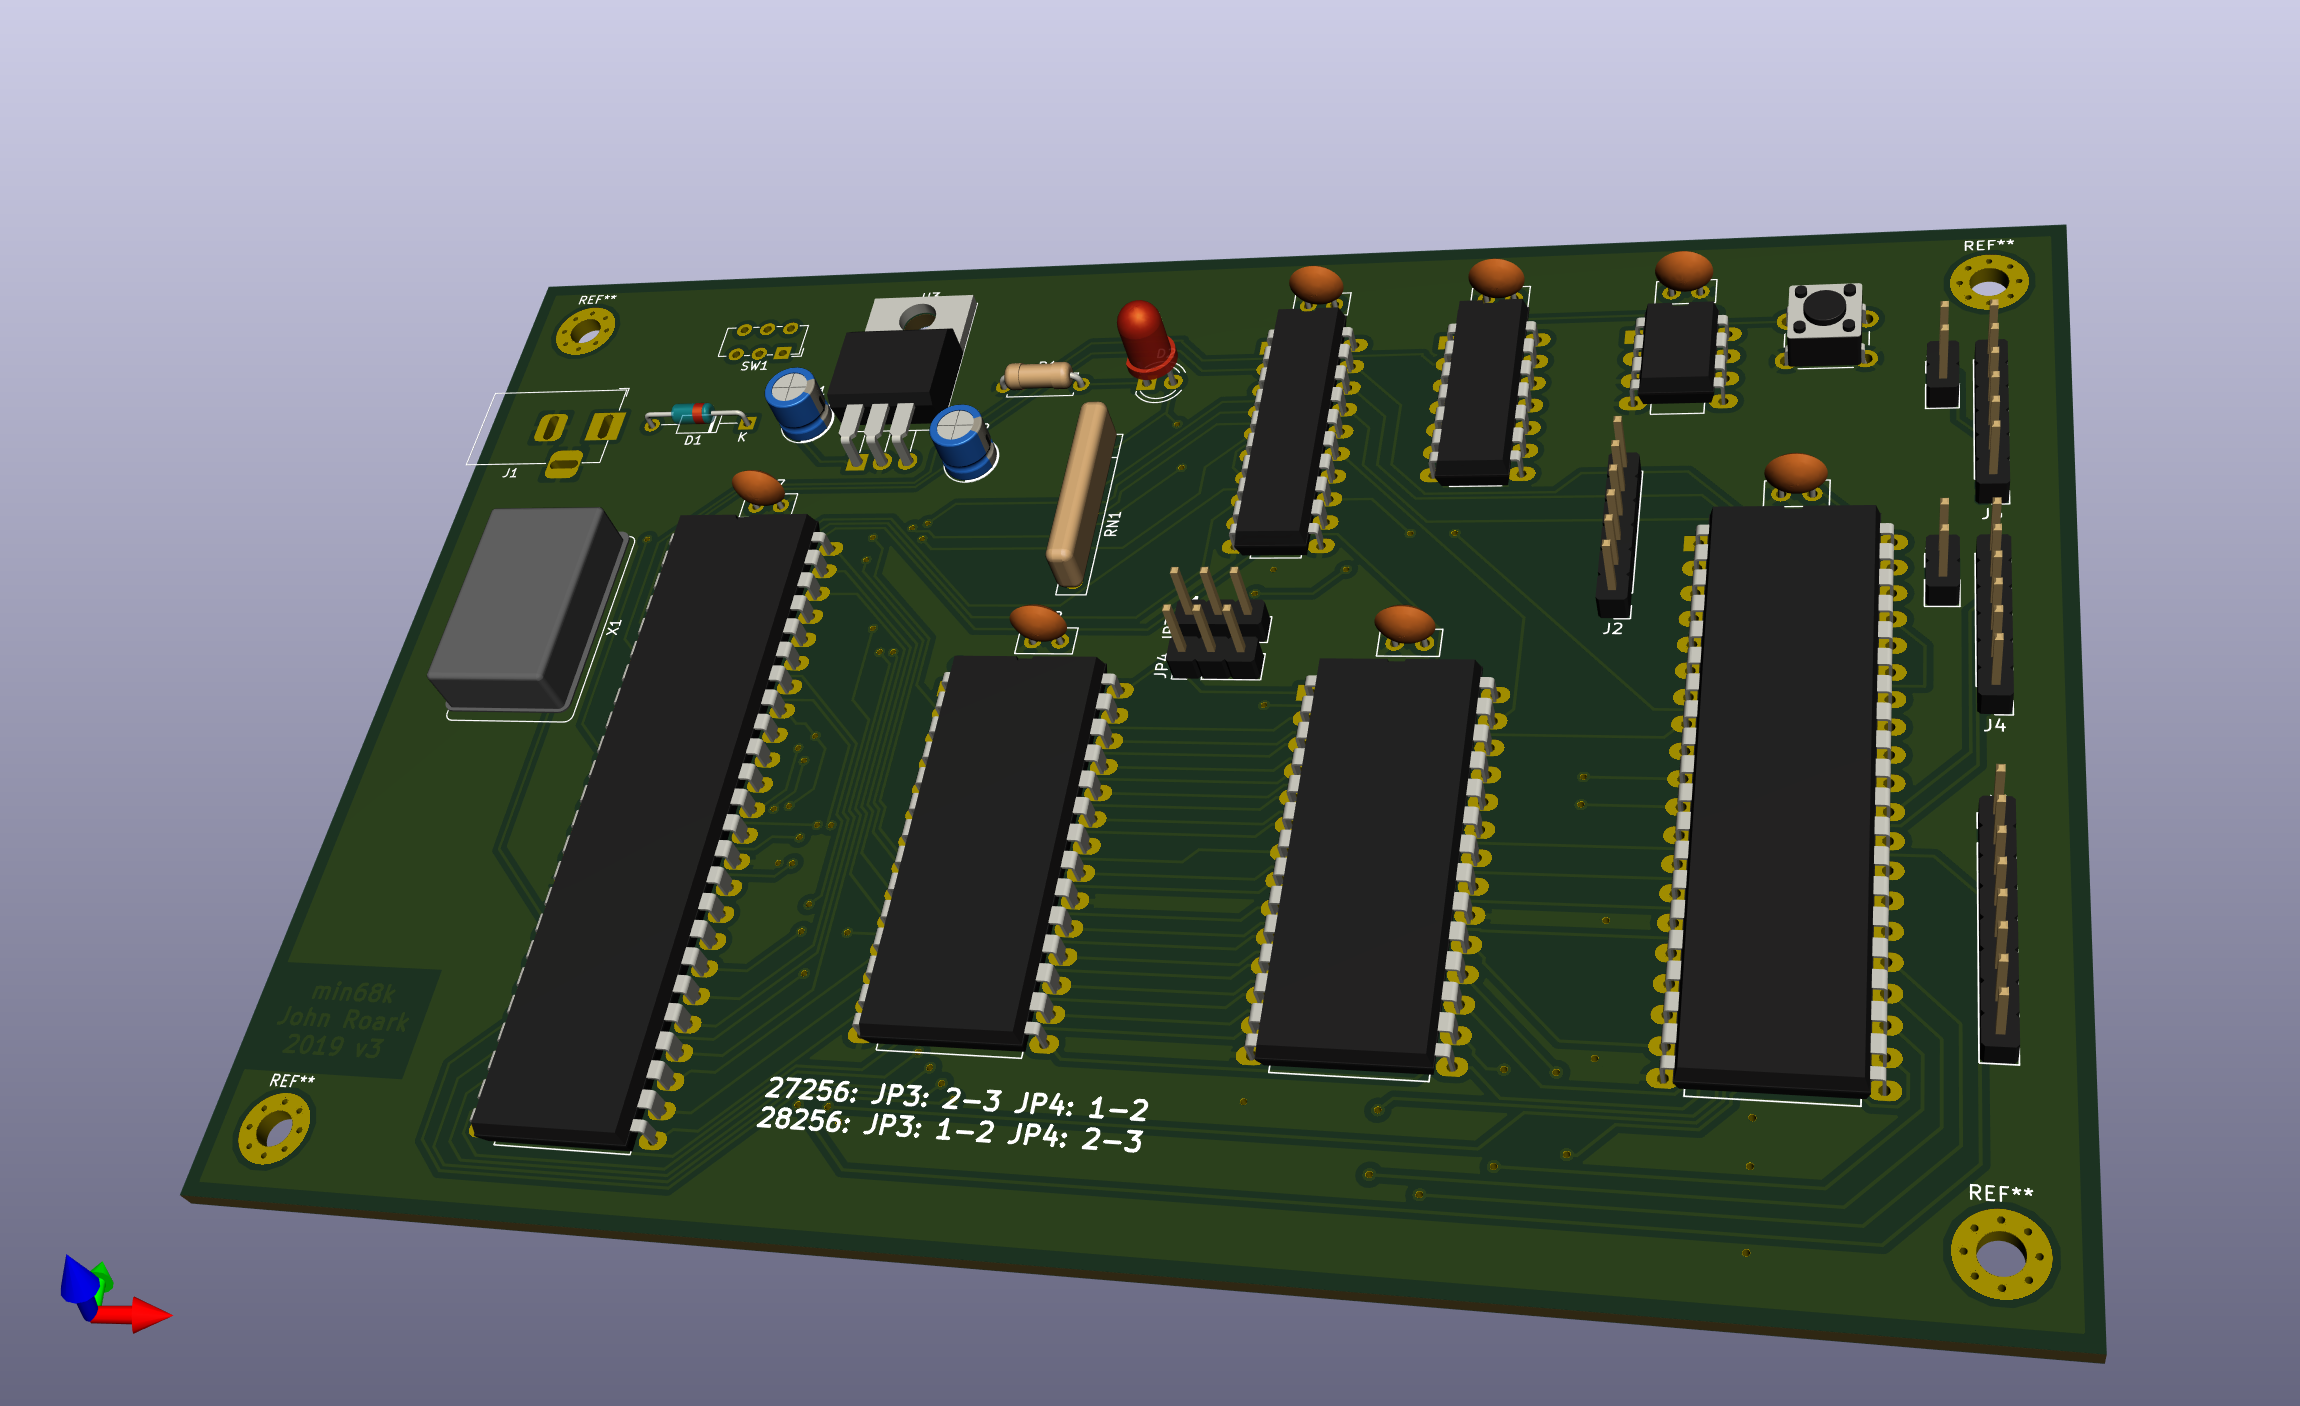 REF**
REF**
SW1
D1
K
J1
RN1
X1
J2
JP4
J4
min68k
John Roark
2019 v3
REF**
27256: JP3: 2-3 JP4: 1-2
28256: JP3: 1-2 JP4: 2-3
REF**